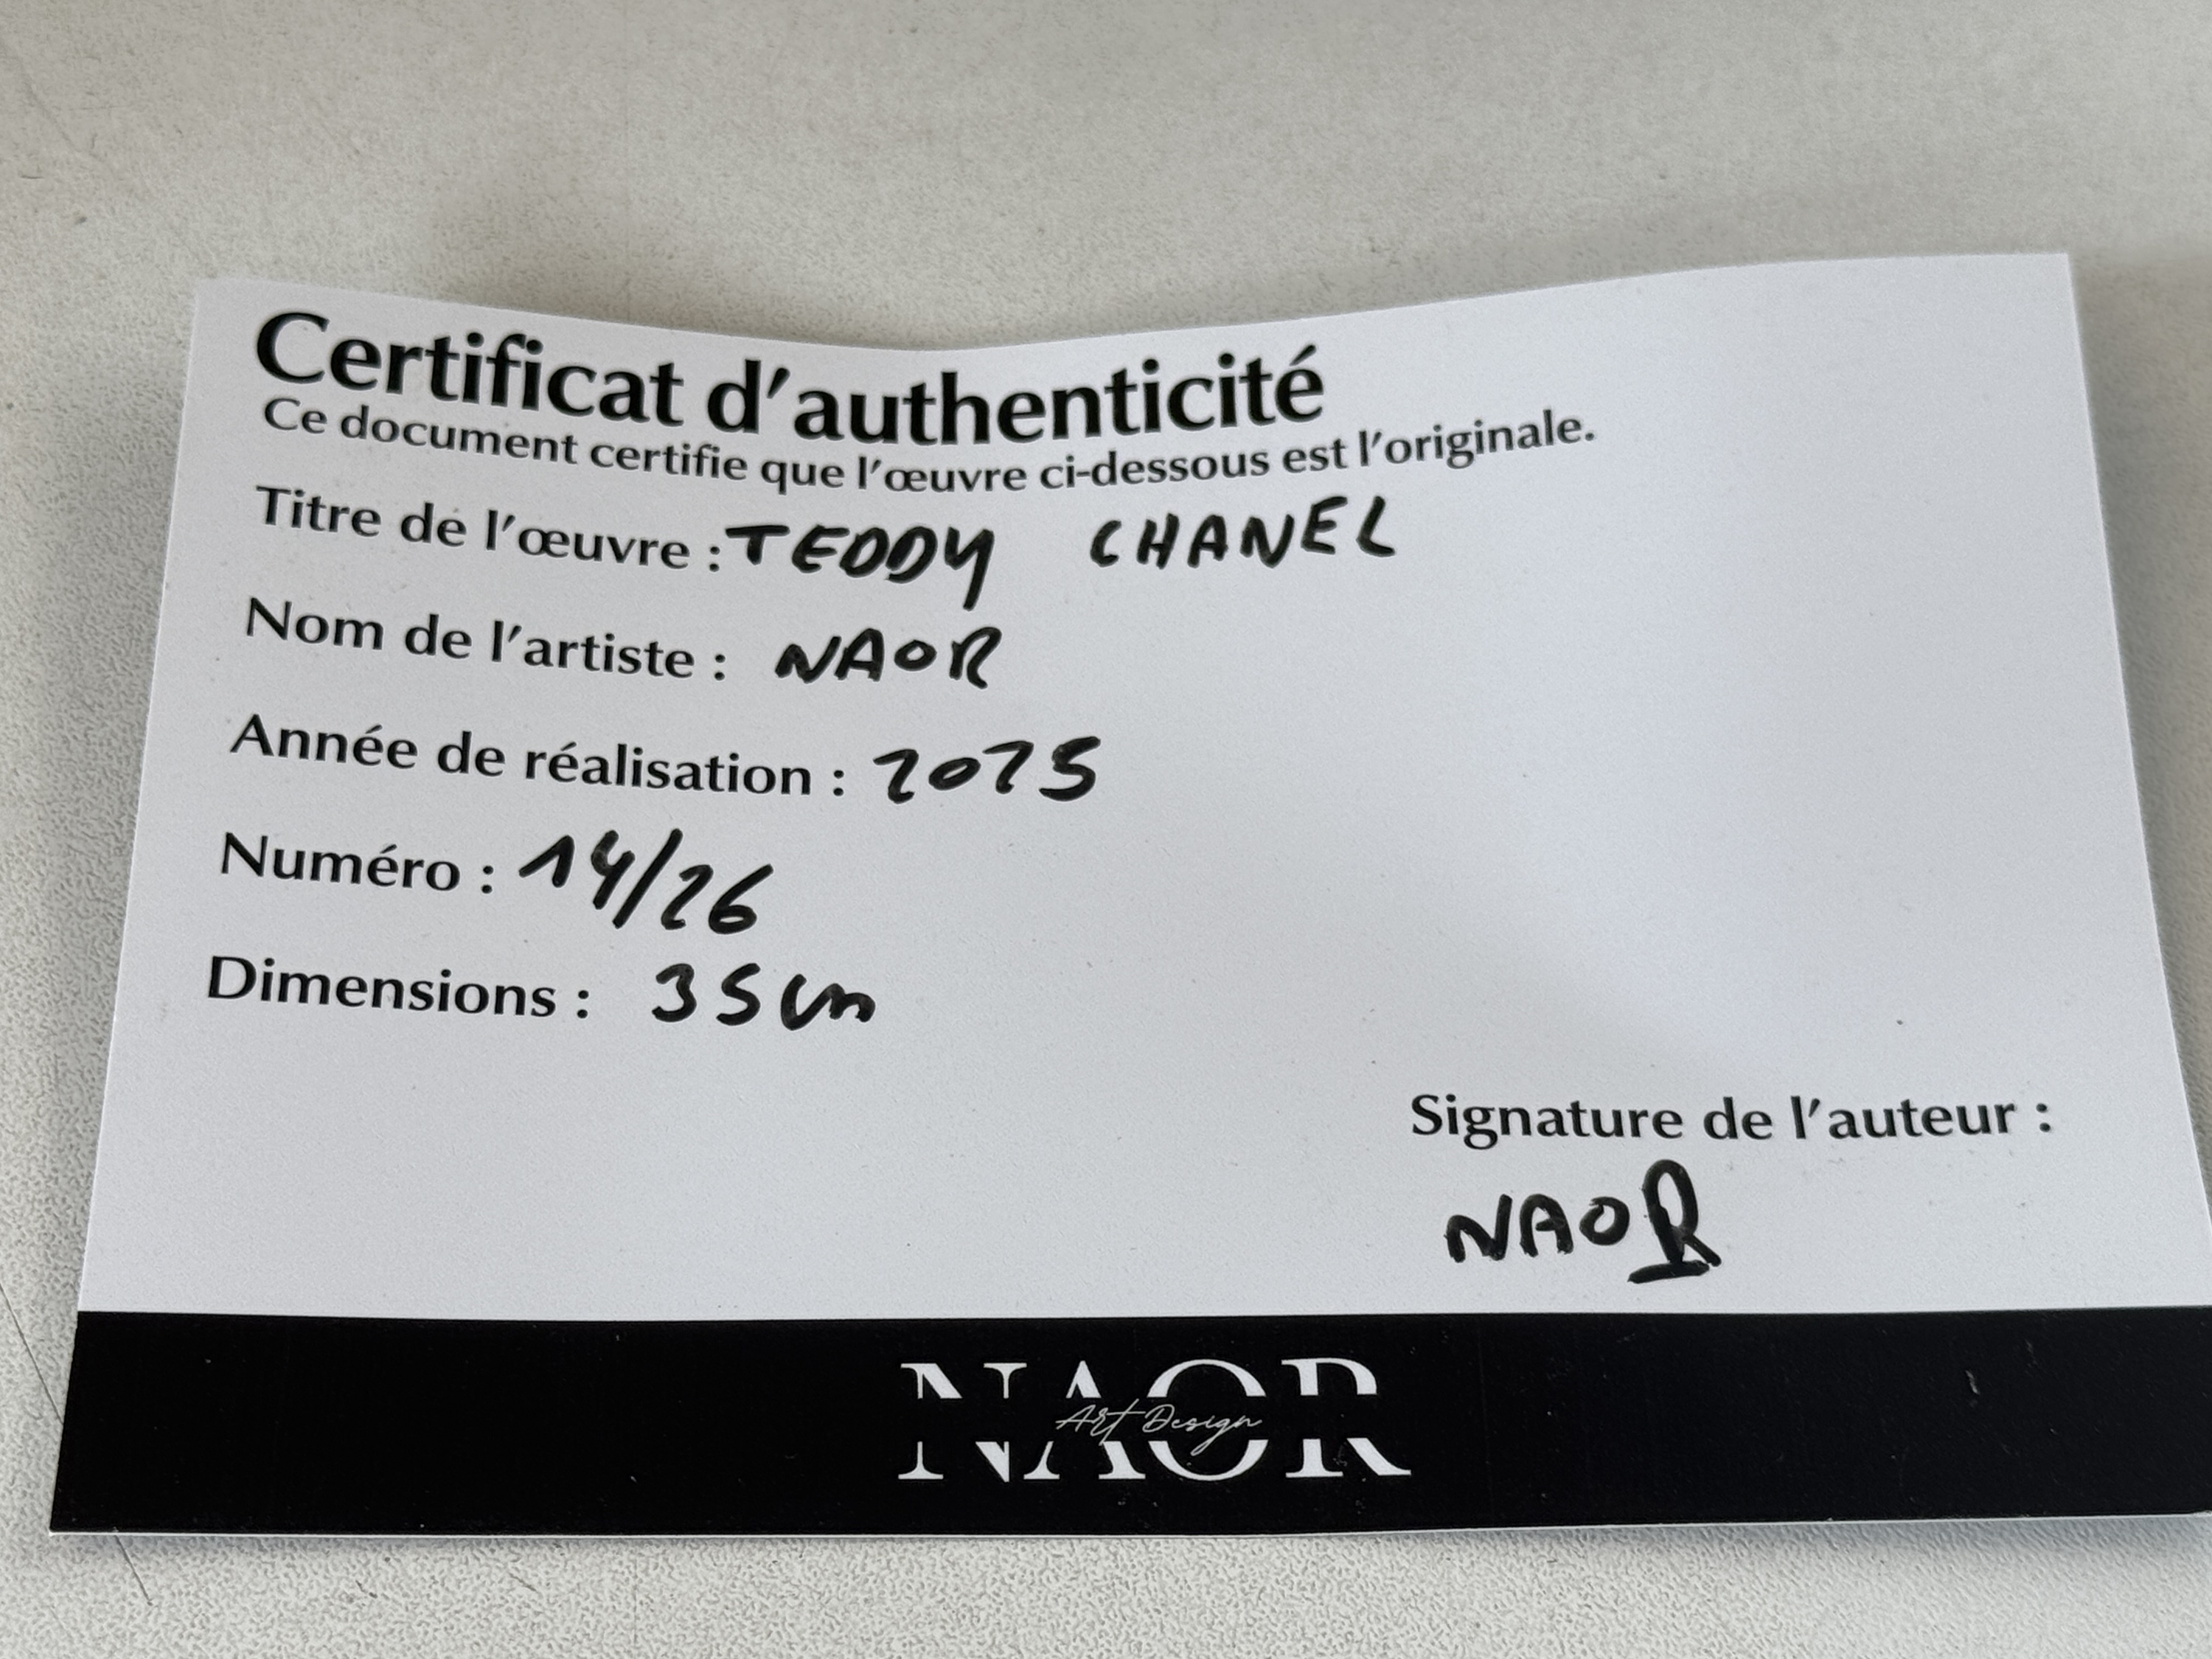 Certificat d'authenticité
Ce document certifie que l'œuvre ci-dessous est l'originale.
Titre de l'œuvre : TEDDY CHANEL
Nom de l'artiste : NAOR
Année de réalisation : 2025
Numéro : 14/26
Dimensions : 35 cm
Signature de l'auteur :
NAOR
NAOR
Art Design